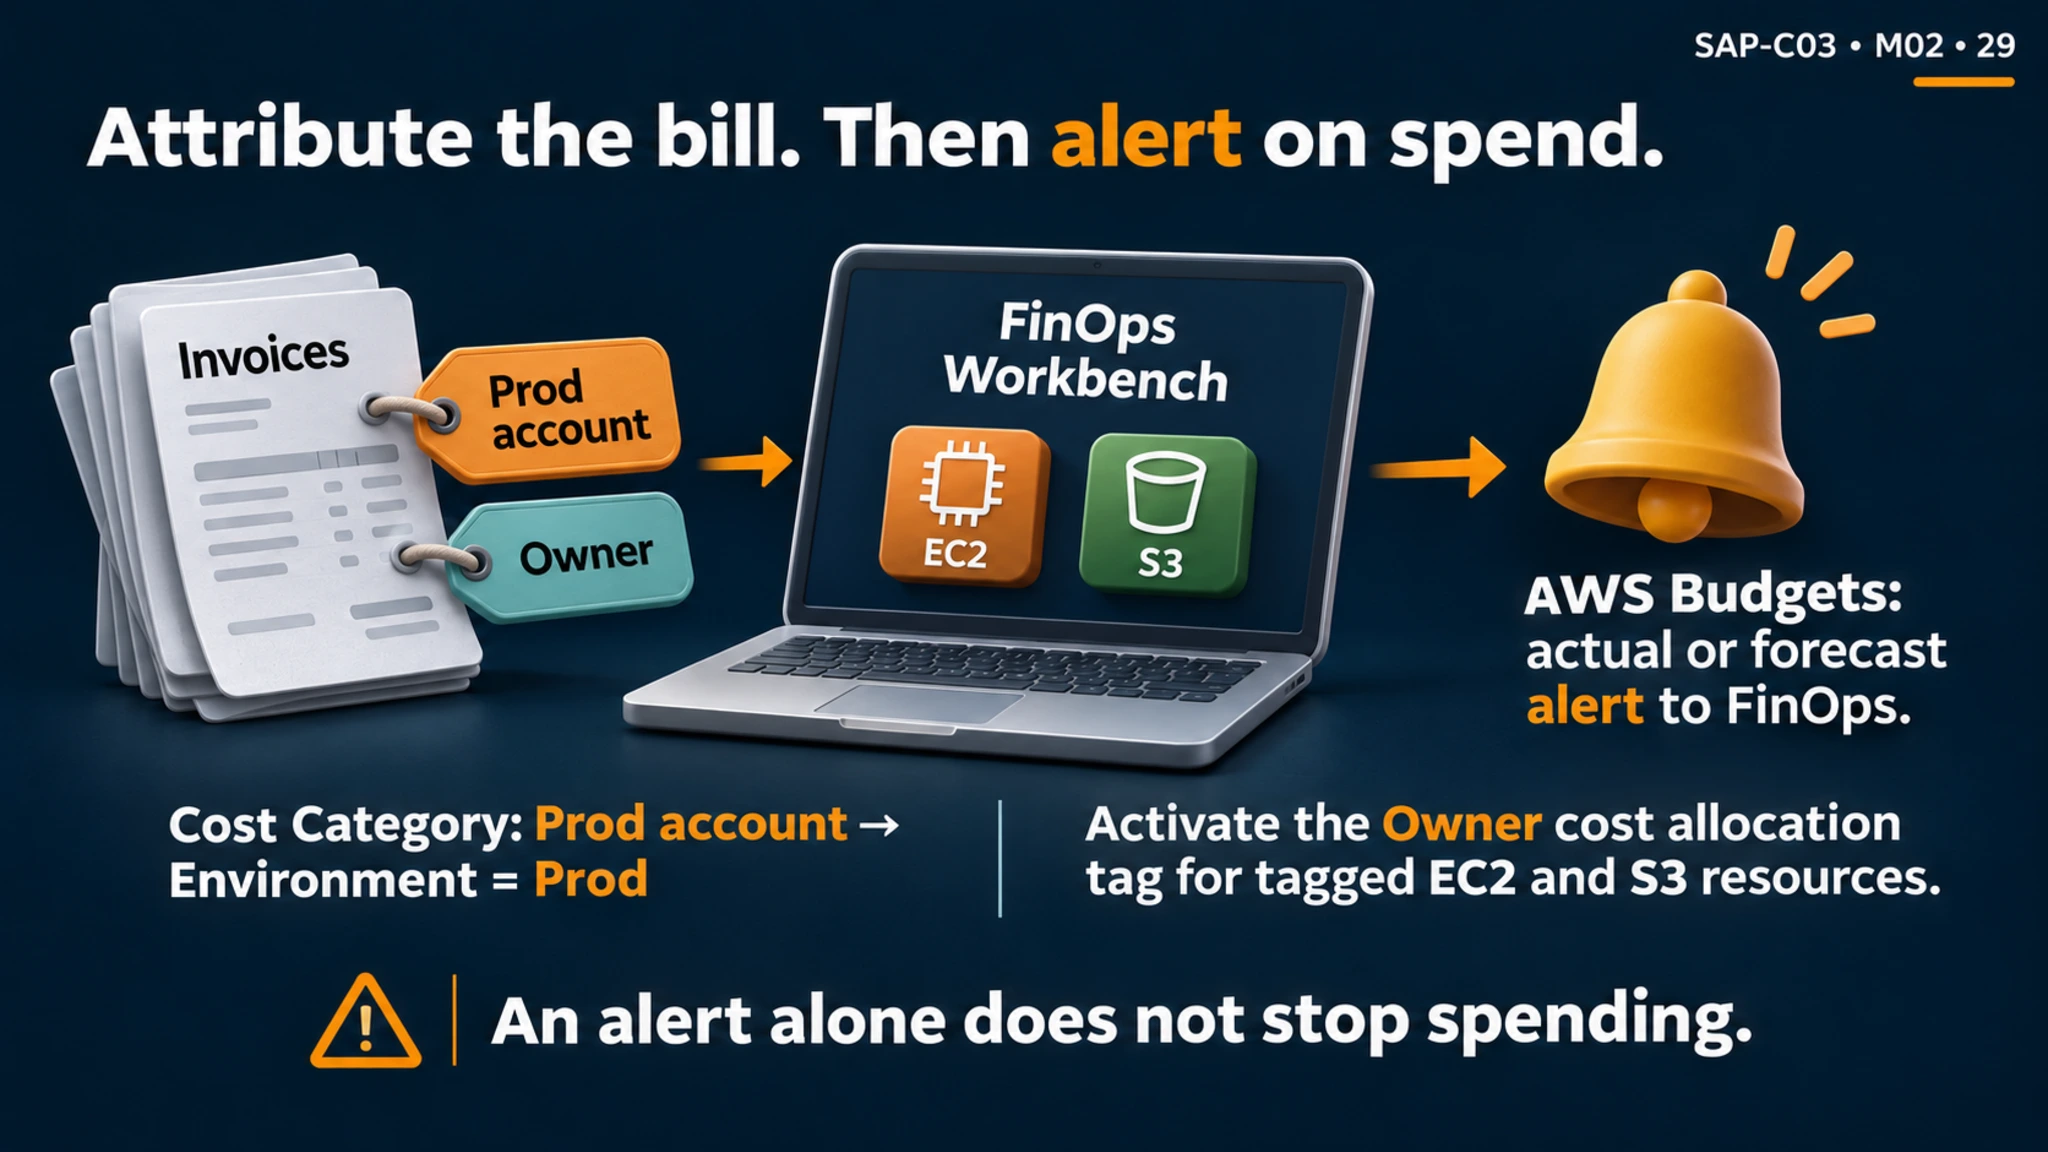 SAP-C03 • M02 • 29
Attribute the bill. Then alert on spend.
Invoices
Prod
account
Owner
FinOps
Workbench
EC2
S3
AWS Budgets:
actual or forecast
alert to FinOps.
Cost Category: Prod account →
Environment = Prod
Activate the Owner cost allocation
tag for tagged EC2 and S3 resources.
An alert alone does not stop spending.